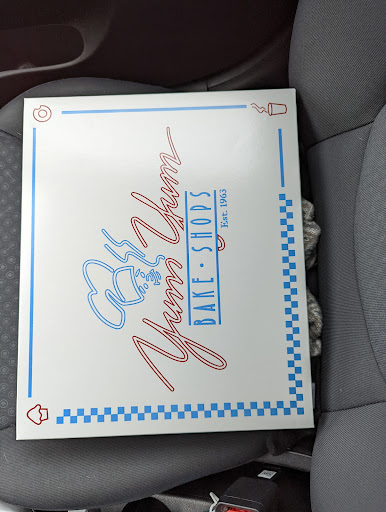 Yum Yum
BAKE · SHOPS
Est. 1963